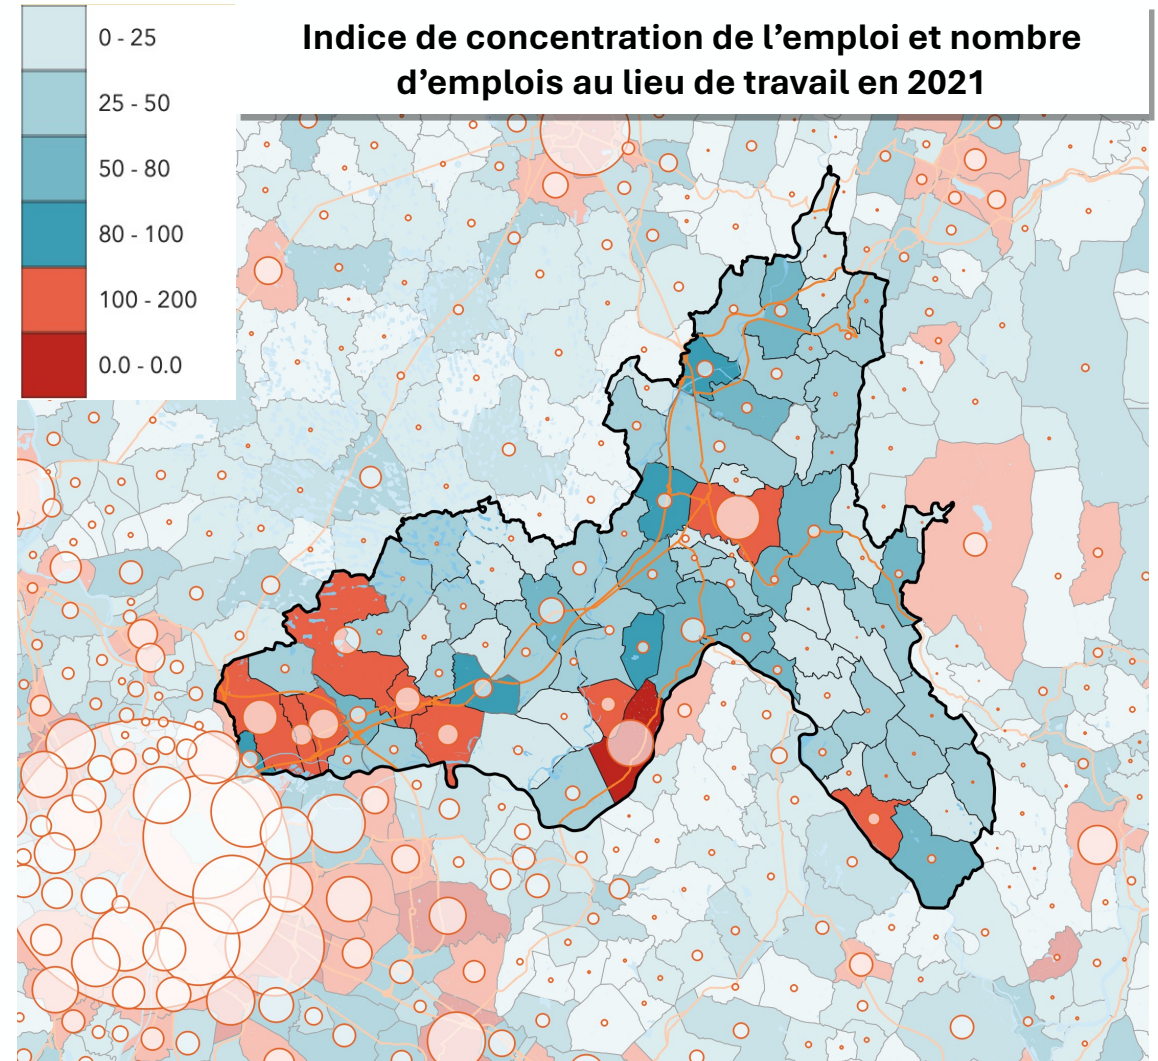 Indice de concentration de l’emploi et nombre
d’emplois au lieu de travail en 2021
0 - 25
25 - 50
50 - 80
80 - 100
100 - 200
0.0 - 0.0